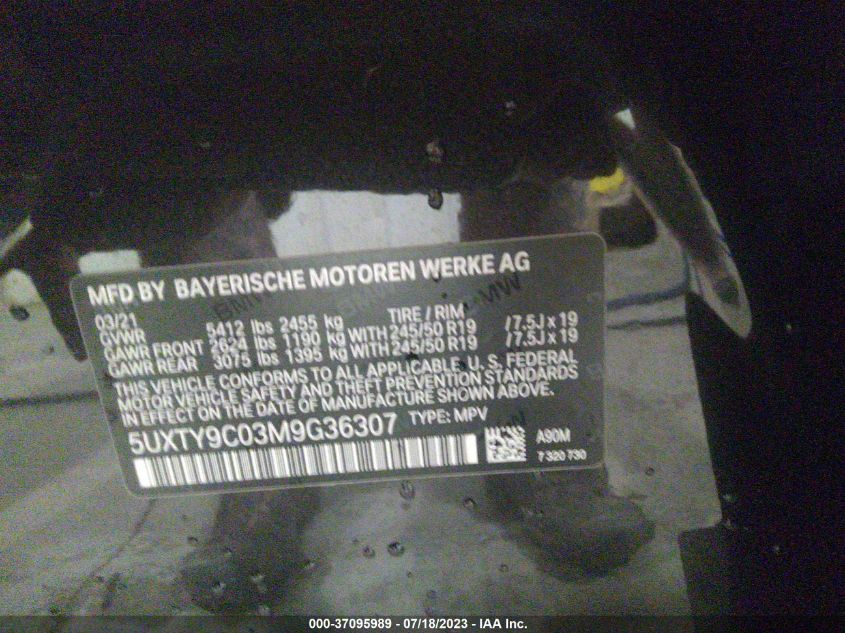 MFD BY BAYERISCHE MOTOREN WERKE AG
03/21
GVWR 5412 lbs 2455 kg TIRE / RIM
GAWR FRONT 2624 lbs 1190 kg WITH 245/50 R19 /7.5J x 19
GAWR REAR 3075 lbs 1395 kg WITH 245/50 R19 /7.5J x 19
THIS VEHICLE CONFORMS TO ALL APPLICABLE U. S. FEDERAL
MOTOR VEHICLE SAFETY AND THEFT PREVENTION STANDARDS
IN EFFECT ON THE DATE OF MANUFACTURE SHOWN ABOVE.
5UXTY9C03M9G36307 TYPE: MPV
A90M
7 320 730
BMW
BMW
BMW
000-37095989 - 07/18/2023 - IAA Inc.